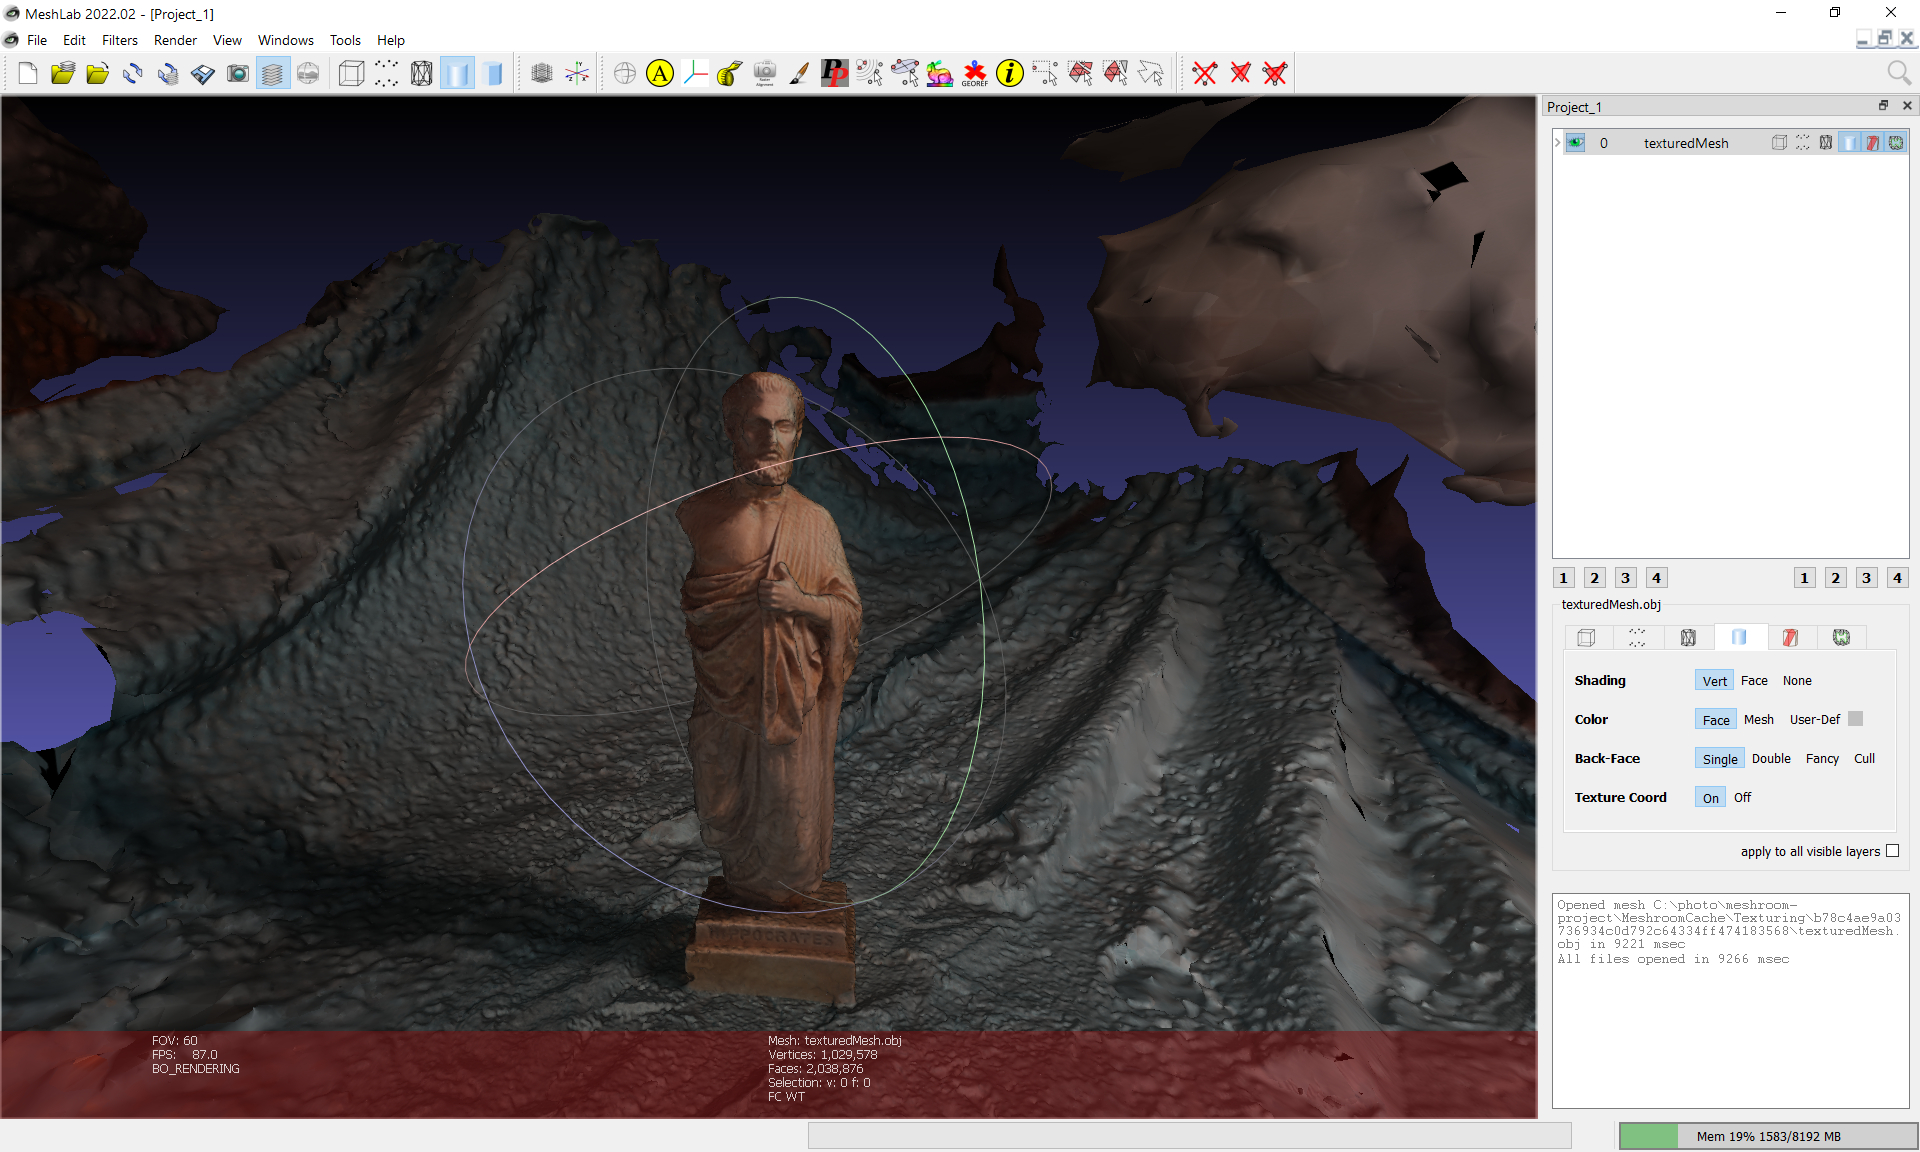 MeshLab 2022.02 - [Project_1]
File Edit Filters Render View Windows Tools Help
A
PP
GEOREF
i
Project_1
0 texturedMesh
1 2 3 4 1 2 3 4
texturedMesh.obj
Shading Vert Face None
Color Face Mesh User-Def
Back-Face Single Double Fancy Cull
Texture Coord On Off
apply to all visible layers
Opened mesh C:\photo\meshroom-
project\MeshroomCache\Texturing\b78c4ae9a03
736934c0d792c64334ff474183568\texturedMesh.
obj in 9221 msec
All files opened in 9266 msec
HIPPOCRATES
FOV: 60
FPS: 87.0
BO_RENDERING
Mesh: texturedMesh.obj
Vertices: 1,029,578
Faces: 2,038,876
Selection: v: 0 f: 0
FC WT
Mem 19% 1583/8192 MB